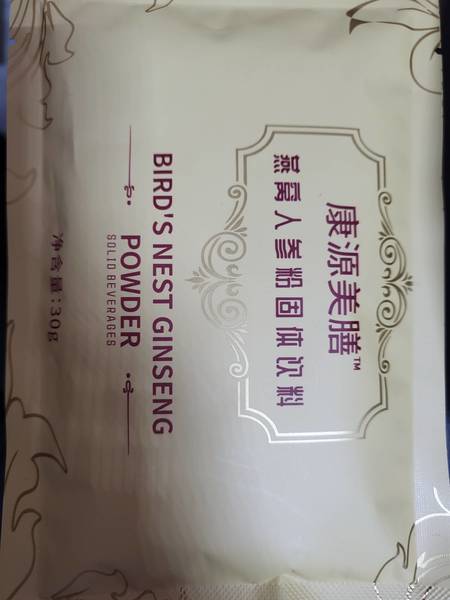 康源美膳™
燕窝人参粉固体饮料
BIRD'S NEST GINSENG
POWDER
SOLID BEVERAGES
净含量:30g